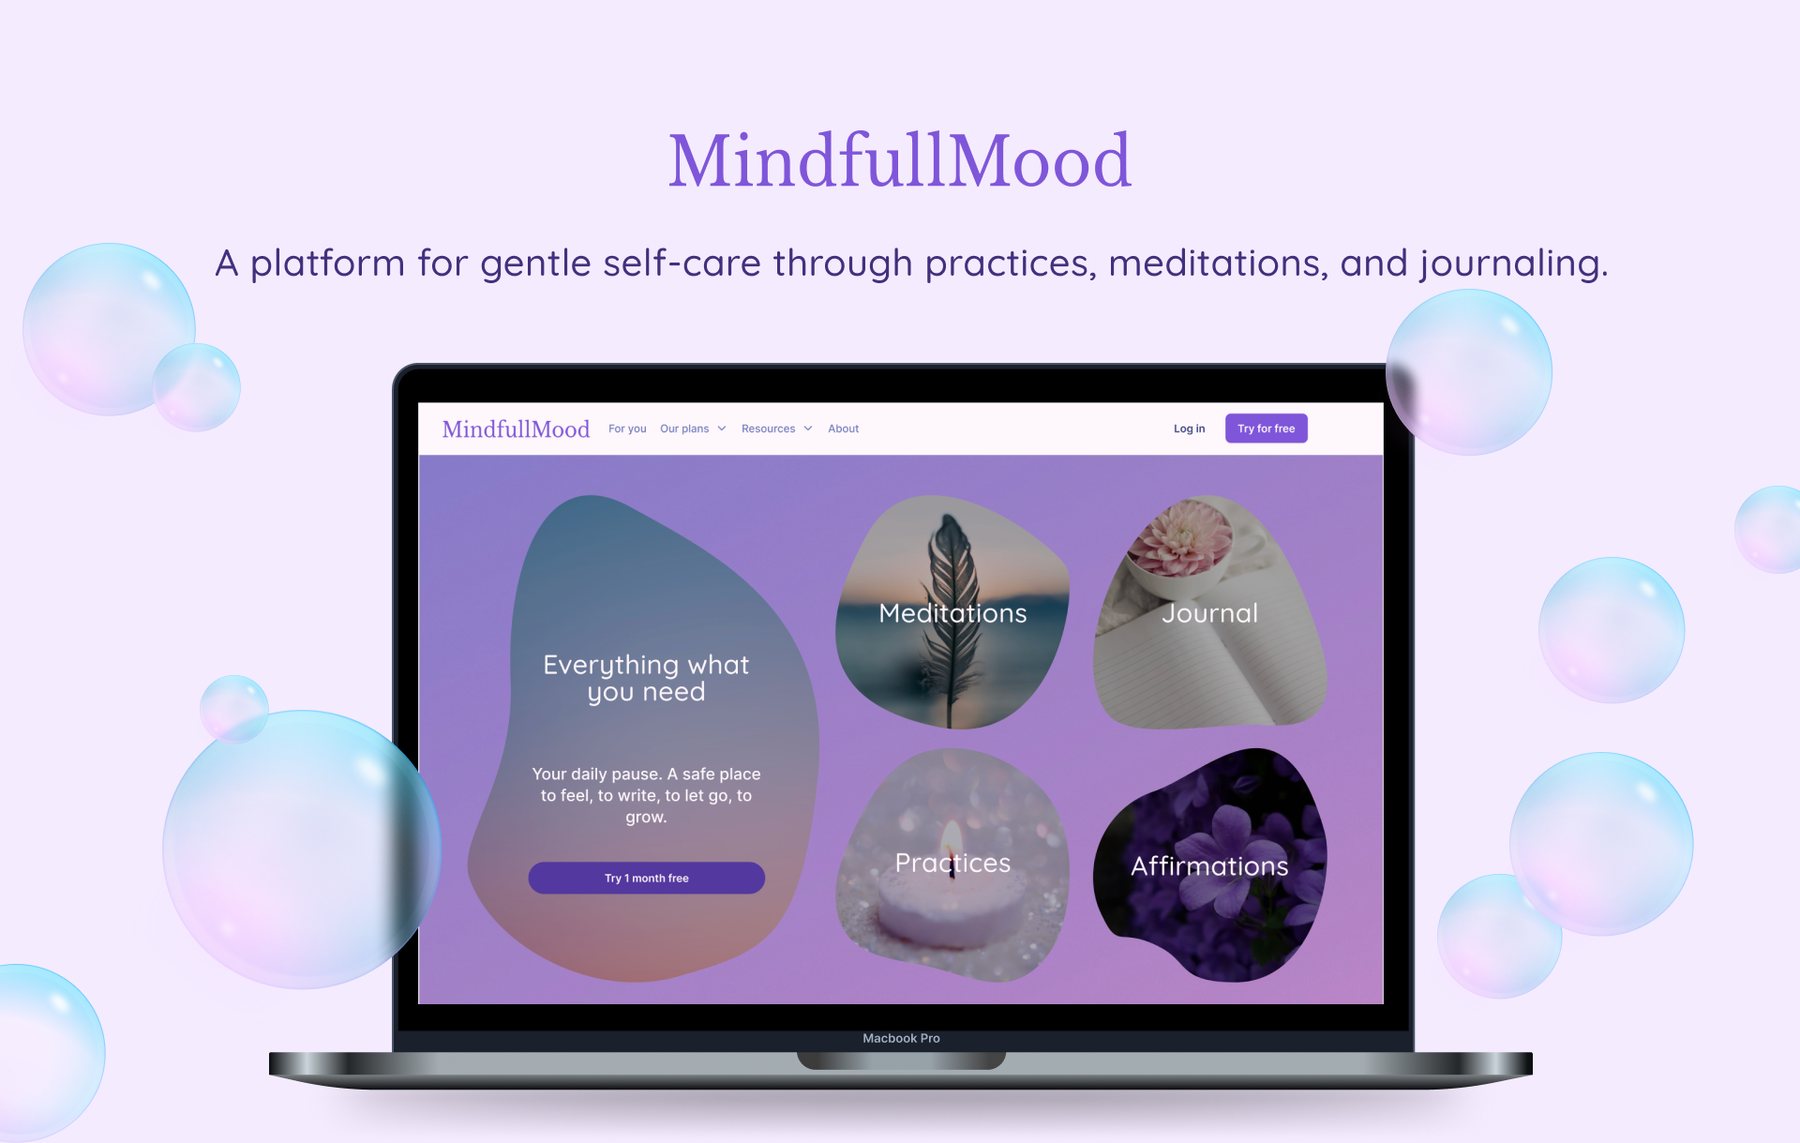 MindfullMood
A platform for gentle self-care through practices, meditations, and journaling.
MindfullMood For you Our plans Resources About Log in Try for free
Everything what
you need
Your daily pause. A safe place
to feel, to write, to let go, to
grow.
Try 1 month free
Meditations
Journal
Practices
Affirmations
Macbook Pro